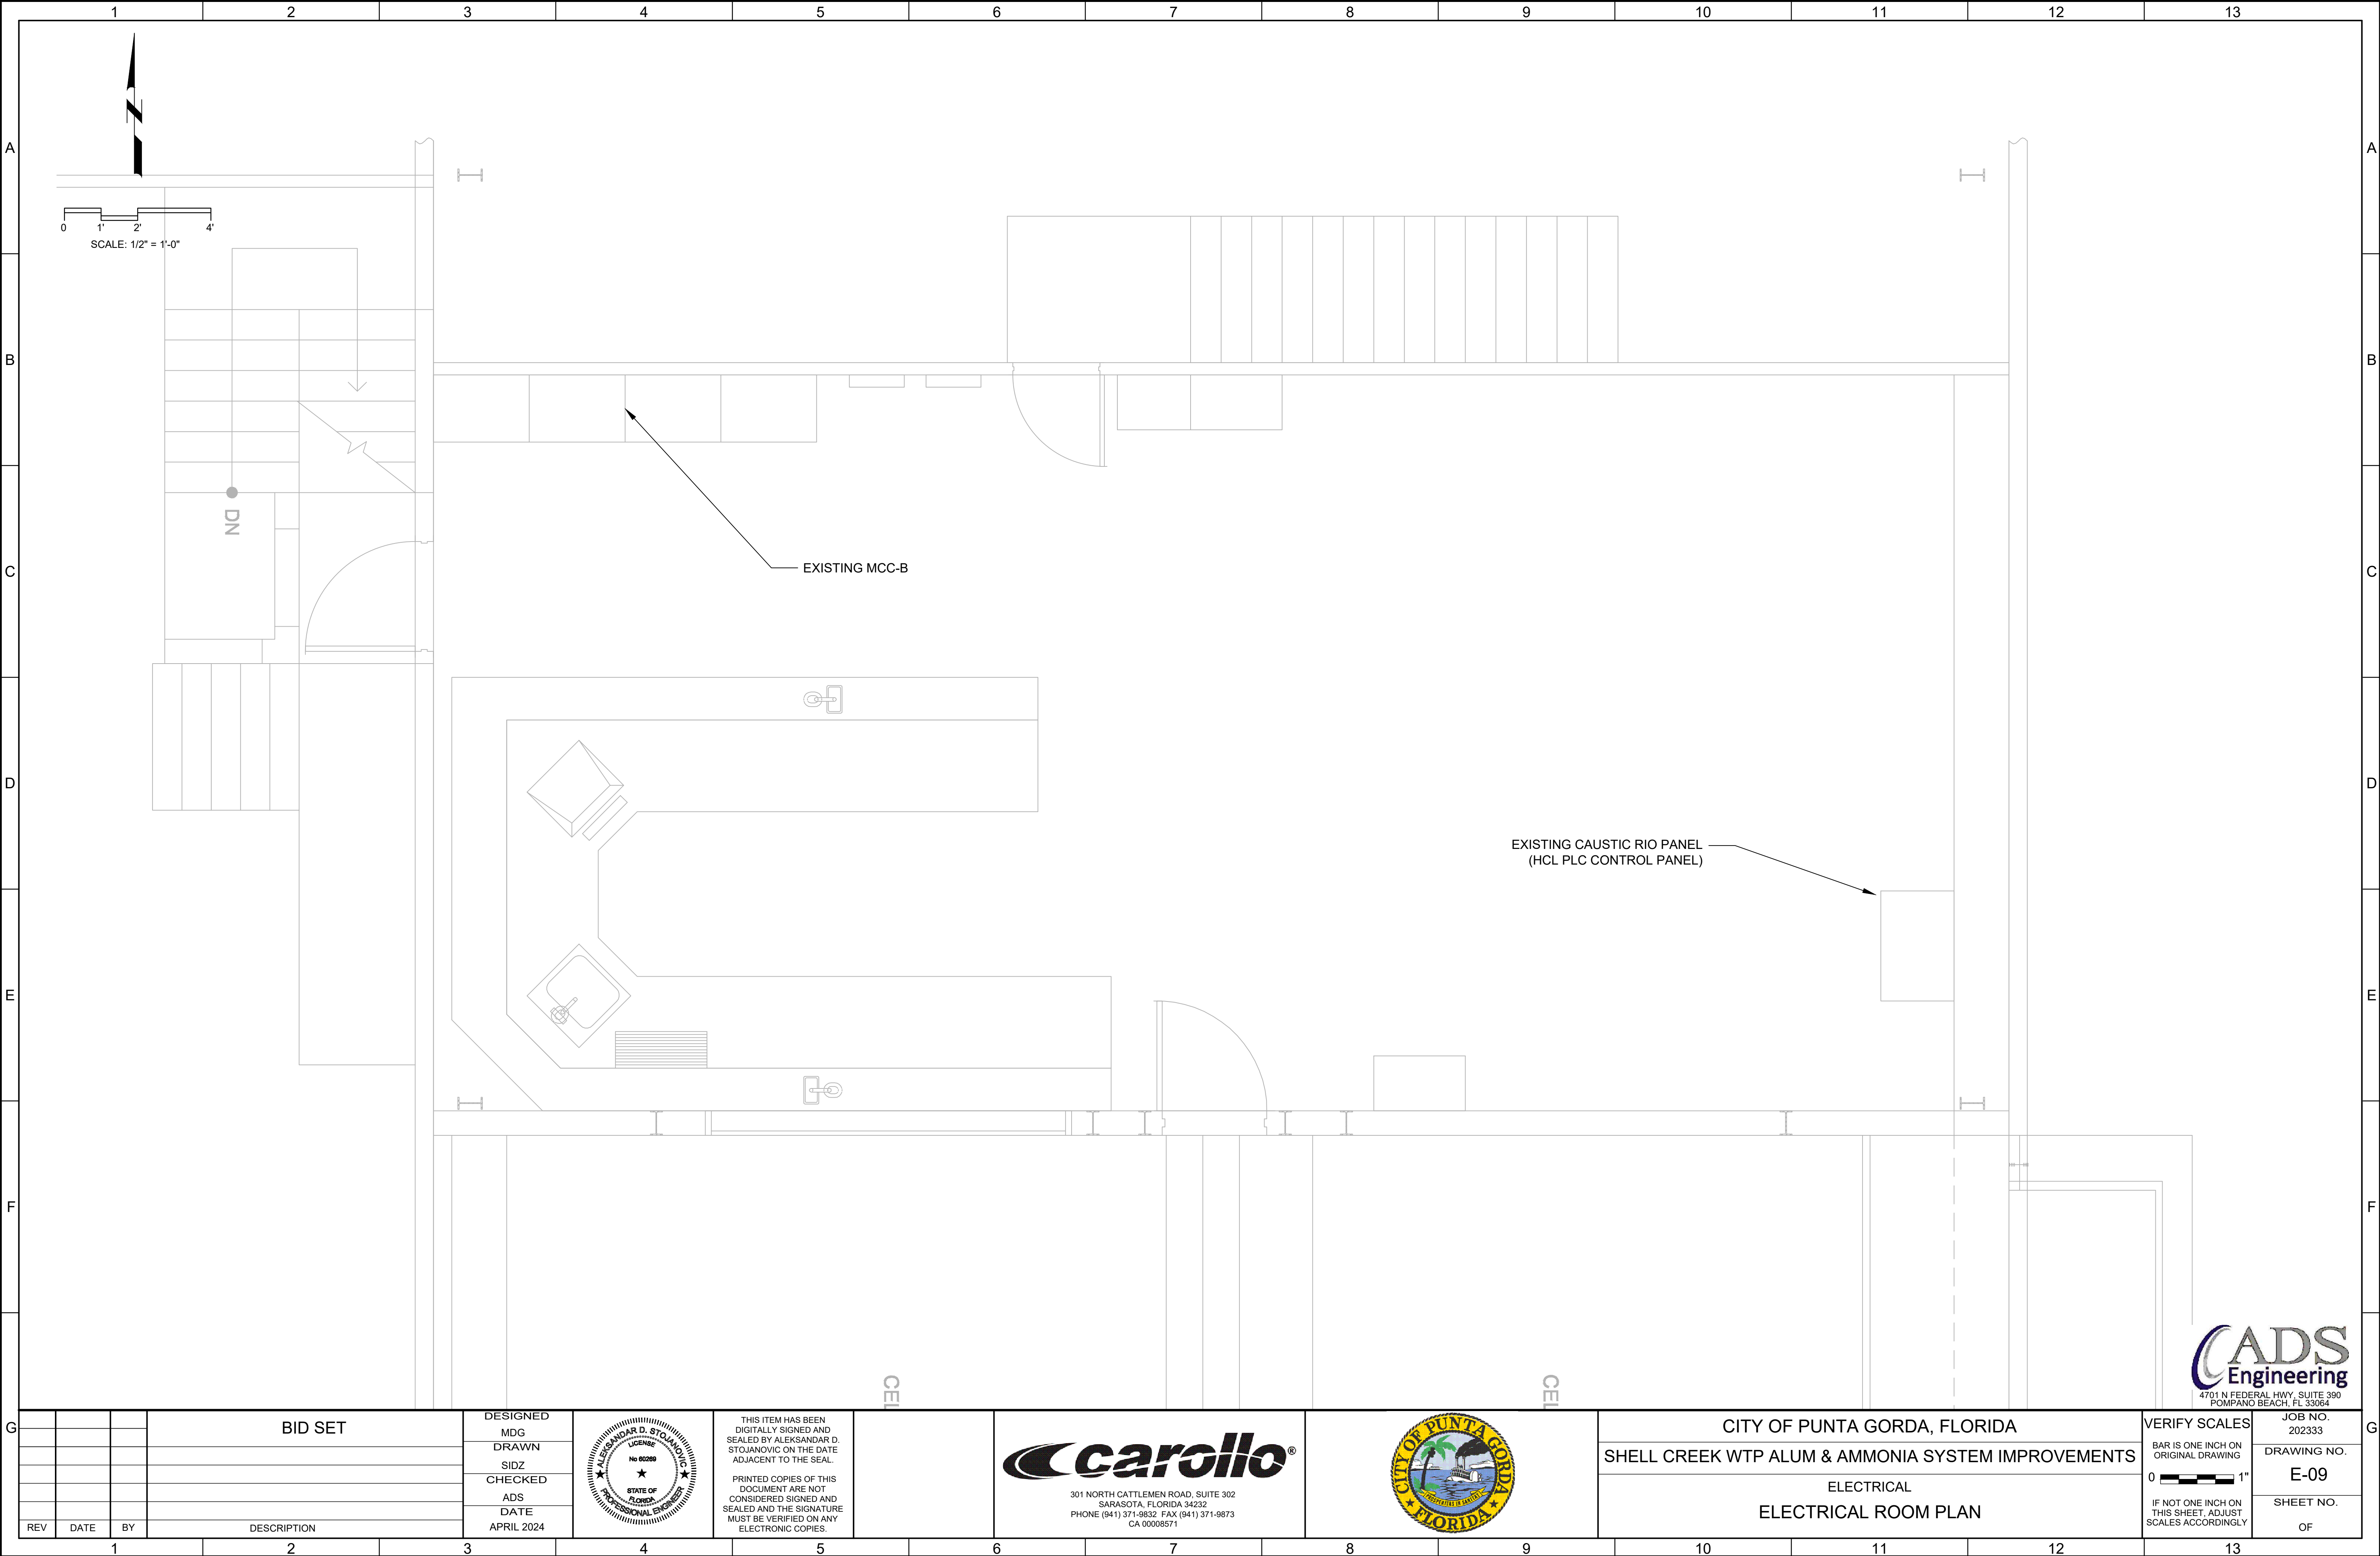 1 2 3 4 5 6 7 8 9 10 11 12 13
A A
B B
C C
D D
E E
F F
G G
0 1' 2' 4'
SCALE: 1/2" = 1'-0"
DN
EXISTING MCC-B
EXISTING CAUSTIC RIO PANEL
(HCL PLC CONTROL PANEL)
CEL
CEL
ADS
Engineering
4701 N FEDERAL HWY, SUITE 390
POMPANO BEACH, FL 33064
BID SET
REV DATE BY DESCRIPTION
DESIGNED
MDG
DRAWN
SIDZ
CHECKED
ADS
DATE
APRIL 2024
ALEKSANDAR D. STOJANOVIC
LICENSE
No 60269
STATE OF
FLORIDA
PROFESSIONAL ENGINEER
THIS ITEM HAS BEEN
DIGITALLY SIGNED AND
SEALED BY ALEKSANDAR D.
STOJANOVIC ON THE DATE
ADJACENT TO THE SEAL.
PRINTED COPIES OF THIS
DOCUMENT ARE NOT
CONSIDERED SIGNED AND
SEALED AND THE SIGNATURE
MUST BE VERIFIED ON ANY
ELECTRONIC COPIES.
carollo®
301 NORTH CATTLEMEN ROAD, SUITE 302
SARASOTA, FLORIDA 34232
PHONE (941) 371-9832 FAX (941) 371-9873
CA 00008571
CITY OF PUNTA GORDA
FLORIDA
CITY OF PUNTA GORDA, FLORIDA
SHELL CREEK WTP ALUM & AMMONIA SYSTEM IMPROVEMENTS
ELECTRICAL
ELECTRICAL ROOM PLAN
VERIFY SCALES
BAR IS ONE INCH ON
ORIGINAL DRAWING
0 1"
IF NOT ONE INCH ON
THIS SHEET, ADJUST
SCALES ACCORDINGLY
JOB NO.
202333
DRAWING NO.
E-09
SHEET NO.
OF
1 2 3 4 5 6 7 8 9 10 11 12 13